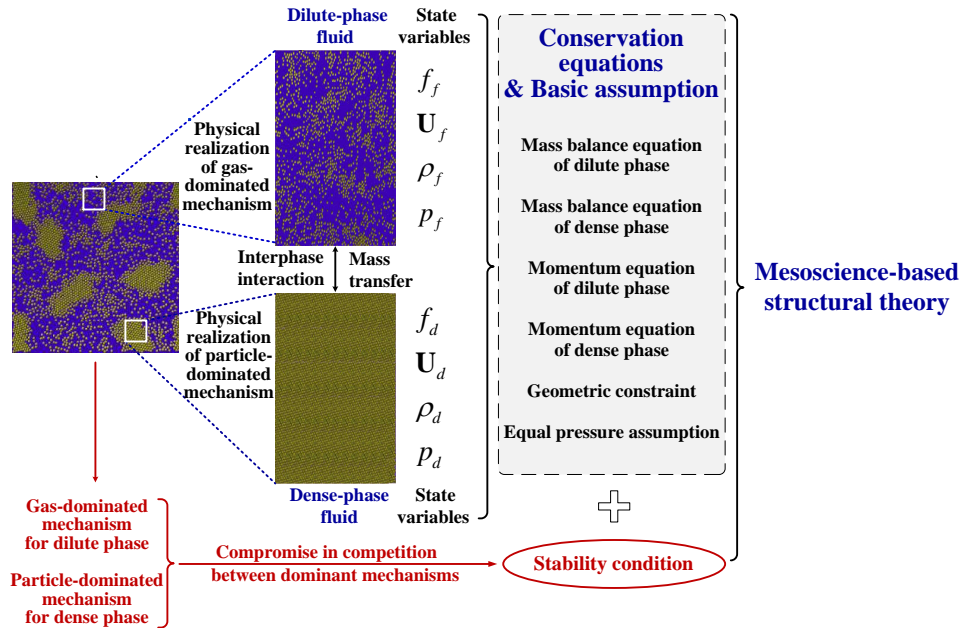 Dilute-phase
fluid
State
variables
Physical
realization
of gas-
dominated
mechanism
f_f
U_f
ρ_f
p_f
Interphase
interaction
Mass
transfer
Physical
realization
of particle-
dominated
mechanism
f_d
U_d
ρ_d
p_d
Dense-phase
fluid
State
variables
Conservation
equations
& Basic assumption
Mass balance equation
of dilute phase
Mass balance equation
of dense phase
Momentum equation
of dilute phase
Momentum equation
of dense phase
Geometric constraint
Equal pressure assumption
Mesoscience-based
structural theory
Gas-dominated
mechanism
for dilute phase
Particle-dominated
mechanism
for dense phase
Compromise in competition
between dominant mechanisms
Stability condition